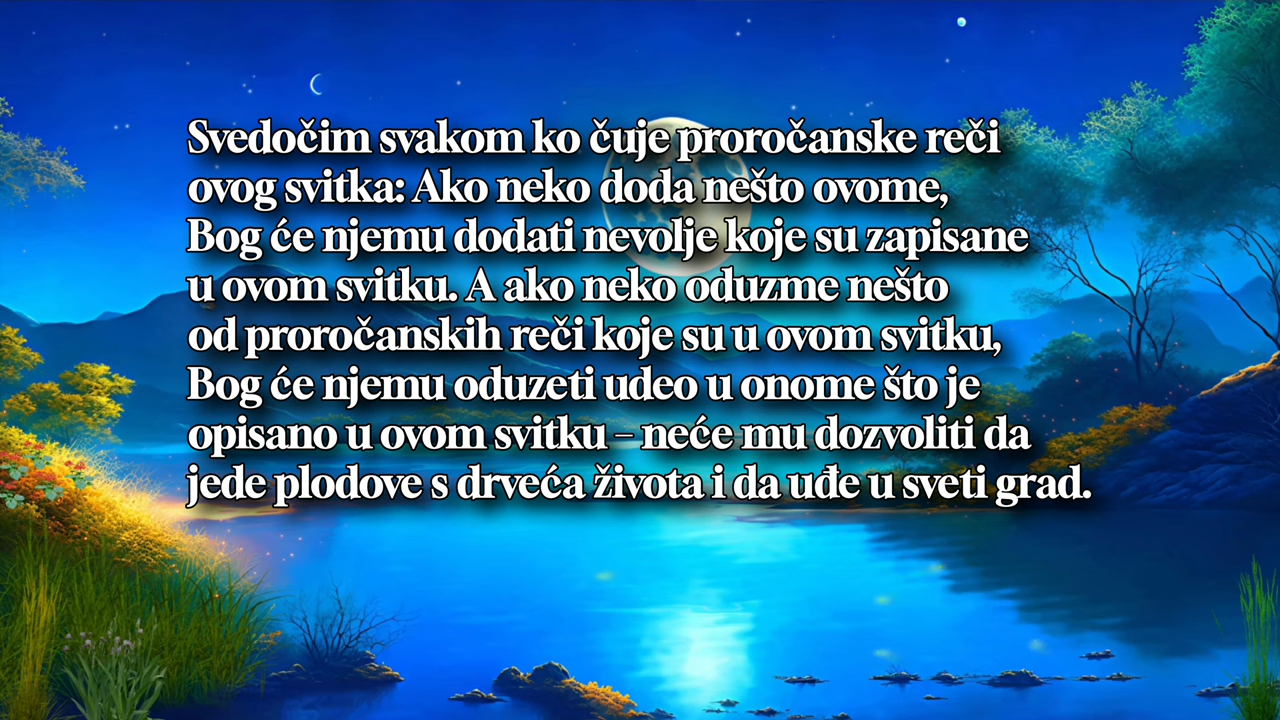 Svedočim svakom ko čuje proročanske reči
ovog svitka: Ako neko doda nešto ovome,
Bog će njemu dodati nevolje koje su zapisane
u ovom svitku. A ako neko oduzme nešto
od proročanskih reči koje su u ovom svitku,
Bog će njemu oduzeti udeo u onome što je
opisano u ovom svitku – neće mu dozvoliti da
jede plodove s drveća života i da uđe u sveti grad.